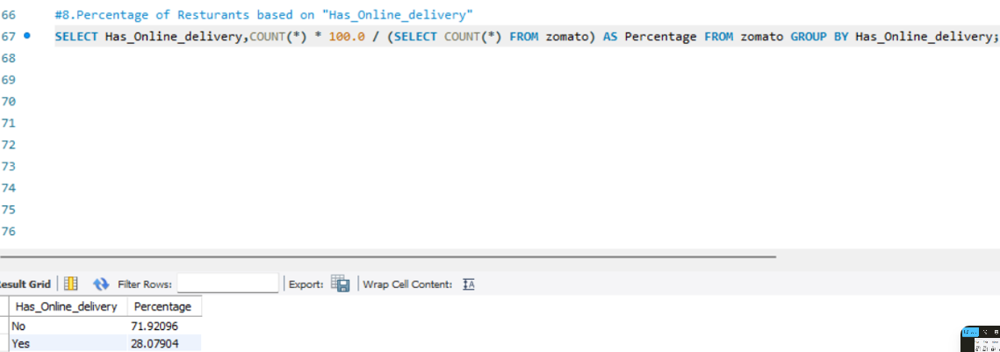 66 #8.Percentage of Resturants based on "Has_Online_delivery"
67 SELECT Has_Online_delivery,COUNT(*) * 100.0 / (SELECT COUNT(*) FROM zomato) AS Percentage FROM zomato GROUP BY Has_Online_delivery;
68
69
70
71
72
73
74
75
76
Result Grid Filter Rows: Export: Wrap Cell Content:
Has_Online_delivery Percentage
No 71.92096
Yes 28.07904